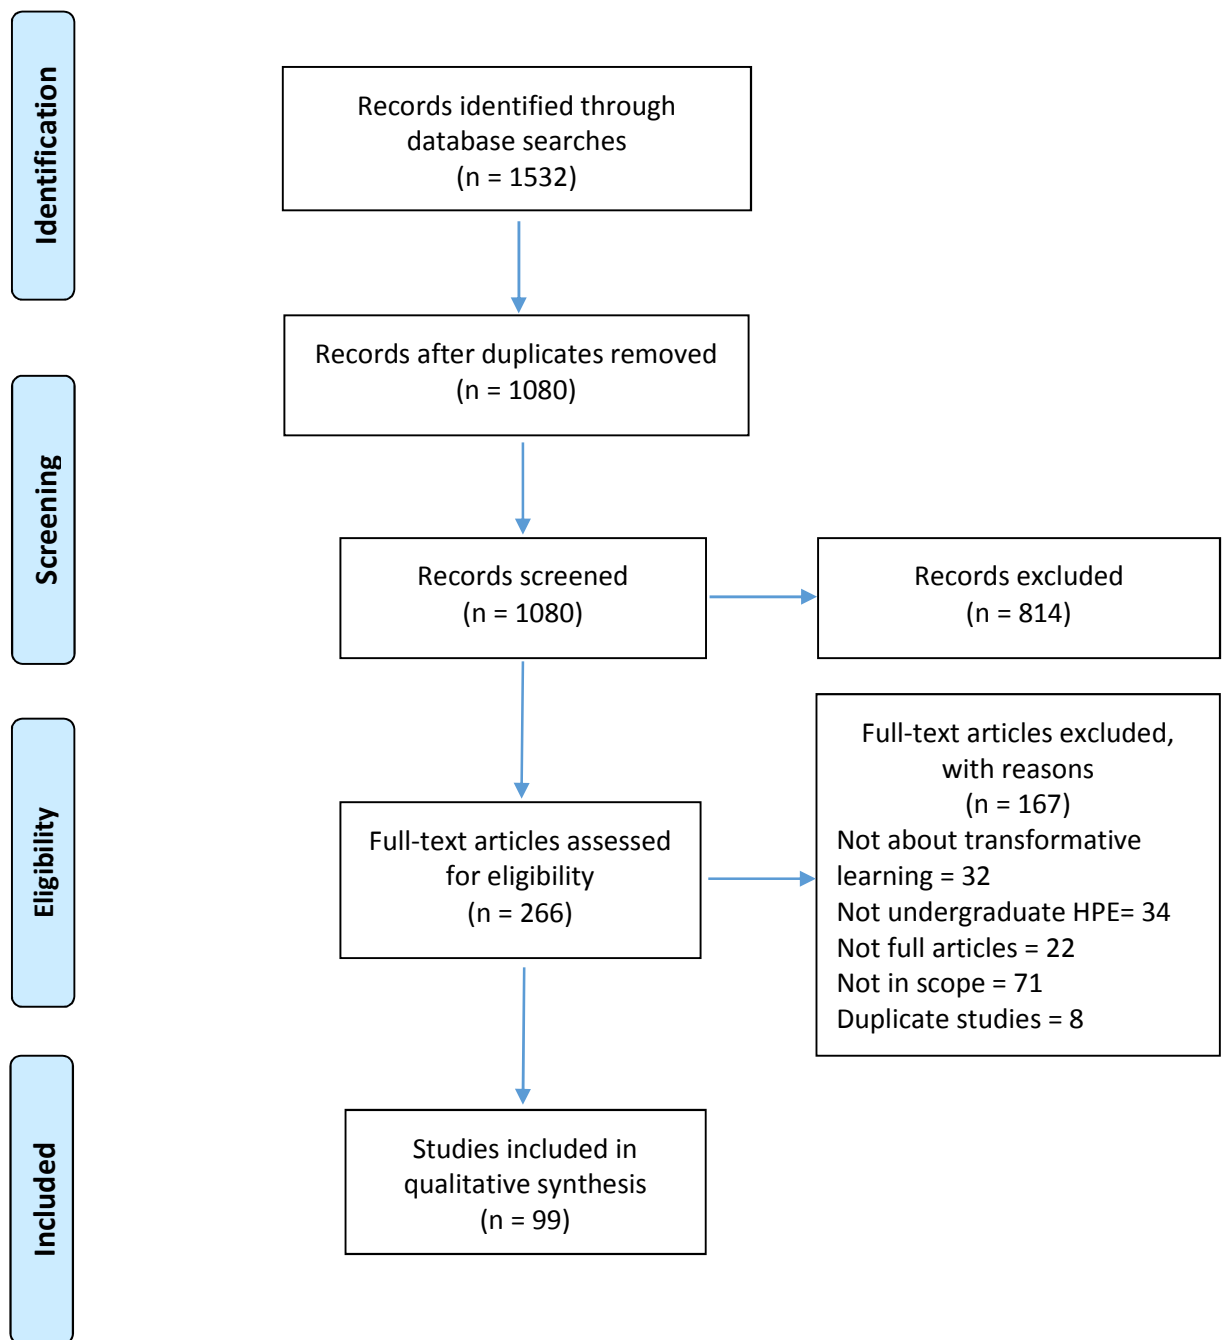 Identification
Records identified through
database searches
(n = 1532)
Records after duplicates removed
(n = 1080)
Screening
Records screened
(n = 1080)
Records excluded
(n = 814)
Eligibility
Full-text articles assessed
for eligibility
(n = 266)
Full-text articles excluded,
with reasons
(n = 167)
Not about transformative
learning = 32
Not undergraduate HPE= 34
Not full articles = 22
Not in scope = 71
Duplicate studies = 8
Included
Studies included in
qualitative synthesis
(n = 99)